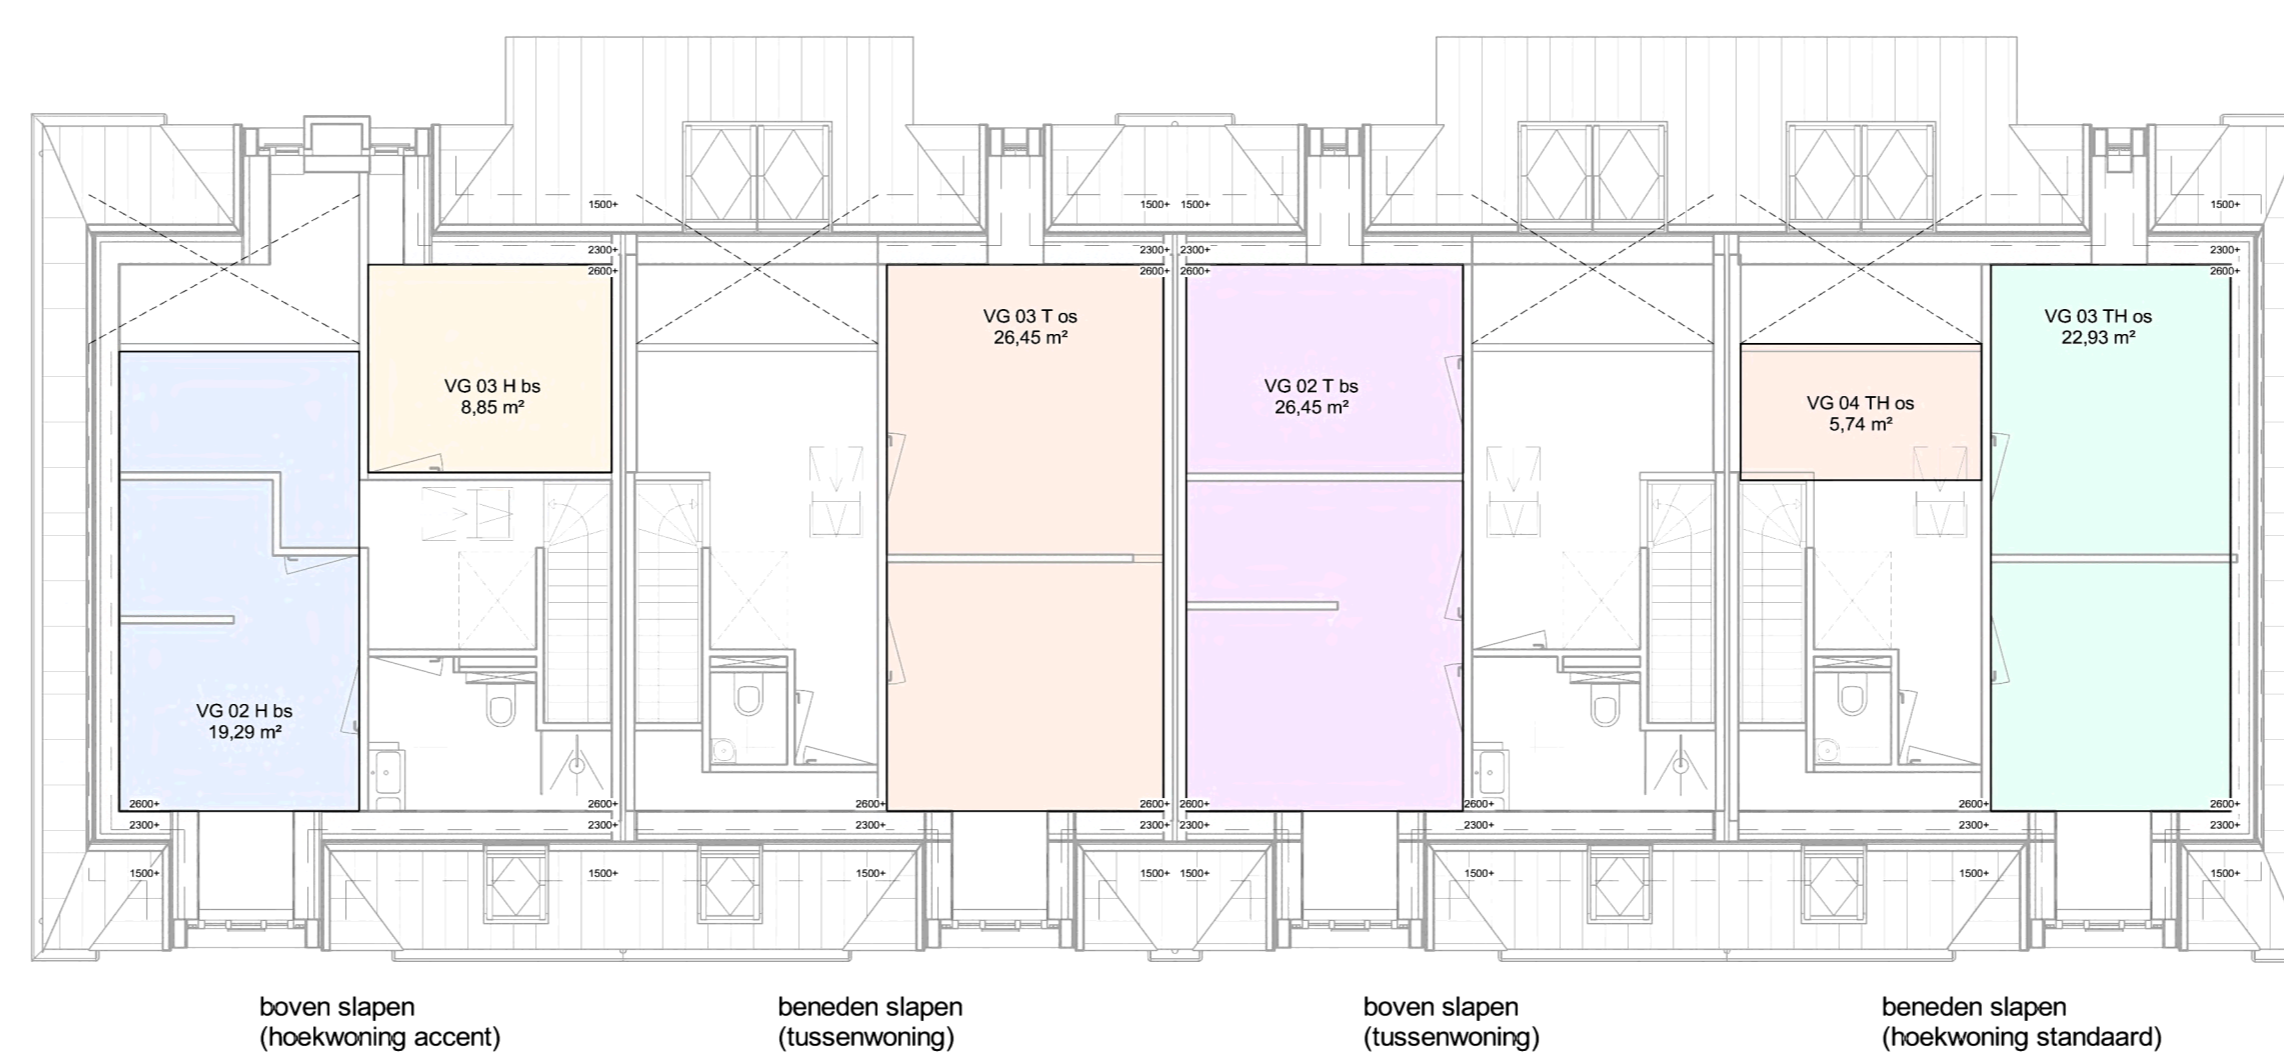 1500+
1500+ 1500+
1500+
2300+
2300+ 2300+
2300+
2600+
2600+ 2600+
2600+
VG 03 T os
26,45 m²
VG 03 TH os
22,93 m²
VG 03 H bs
8,85 m²
VG 02 T bs
26,45 m²
VG 04 TH os
5,74 m²
VG 02 H bs
19,29 m²
2600+ 2600+ 2600+ 2600+ 2600+ 2600+ 2600+ 2600+
2300+ 2300+ 2300+ 2300+ 2300+ 2300+ 2300+ 2300+
1500+ 1500+ 1500+ 1500+ 1500+ 1500+ 1500+ 1500+
boven slapen
(hoekwoning accent)
beneden slapen
(tussenwoning)
boven slapen
(tussenwoning)
beneden slapen
(hoekwoning standaard)